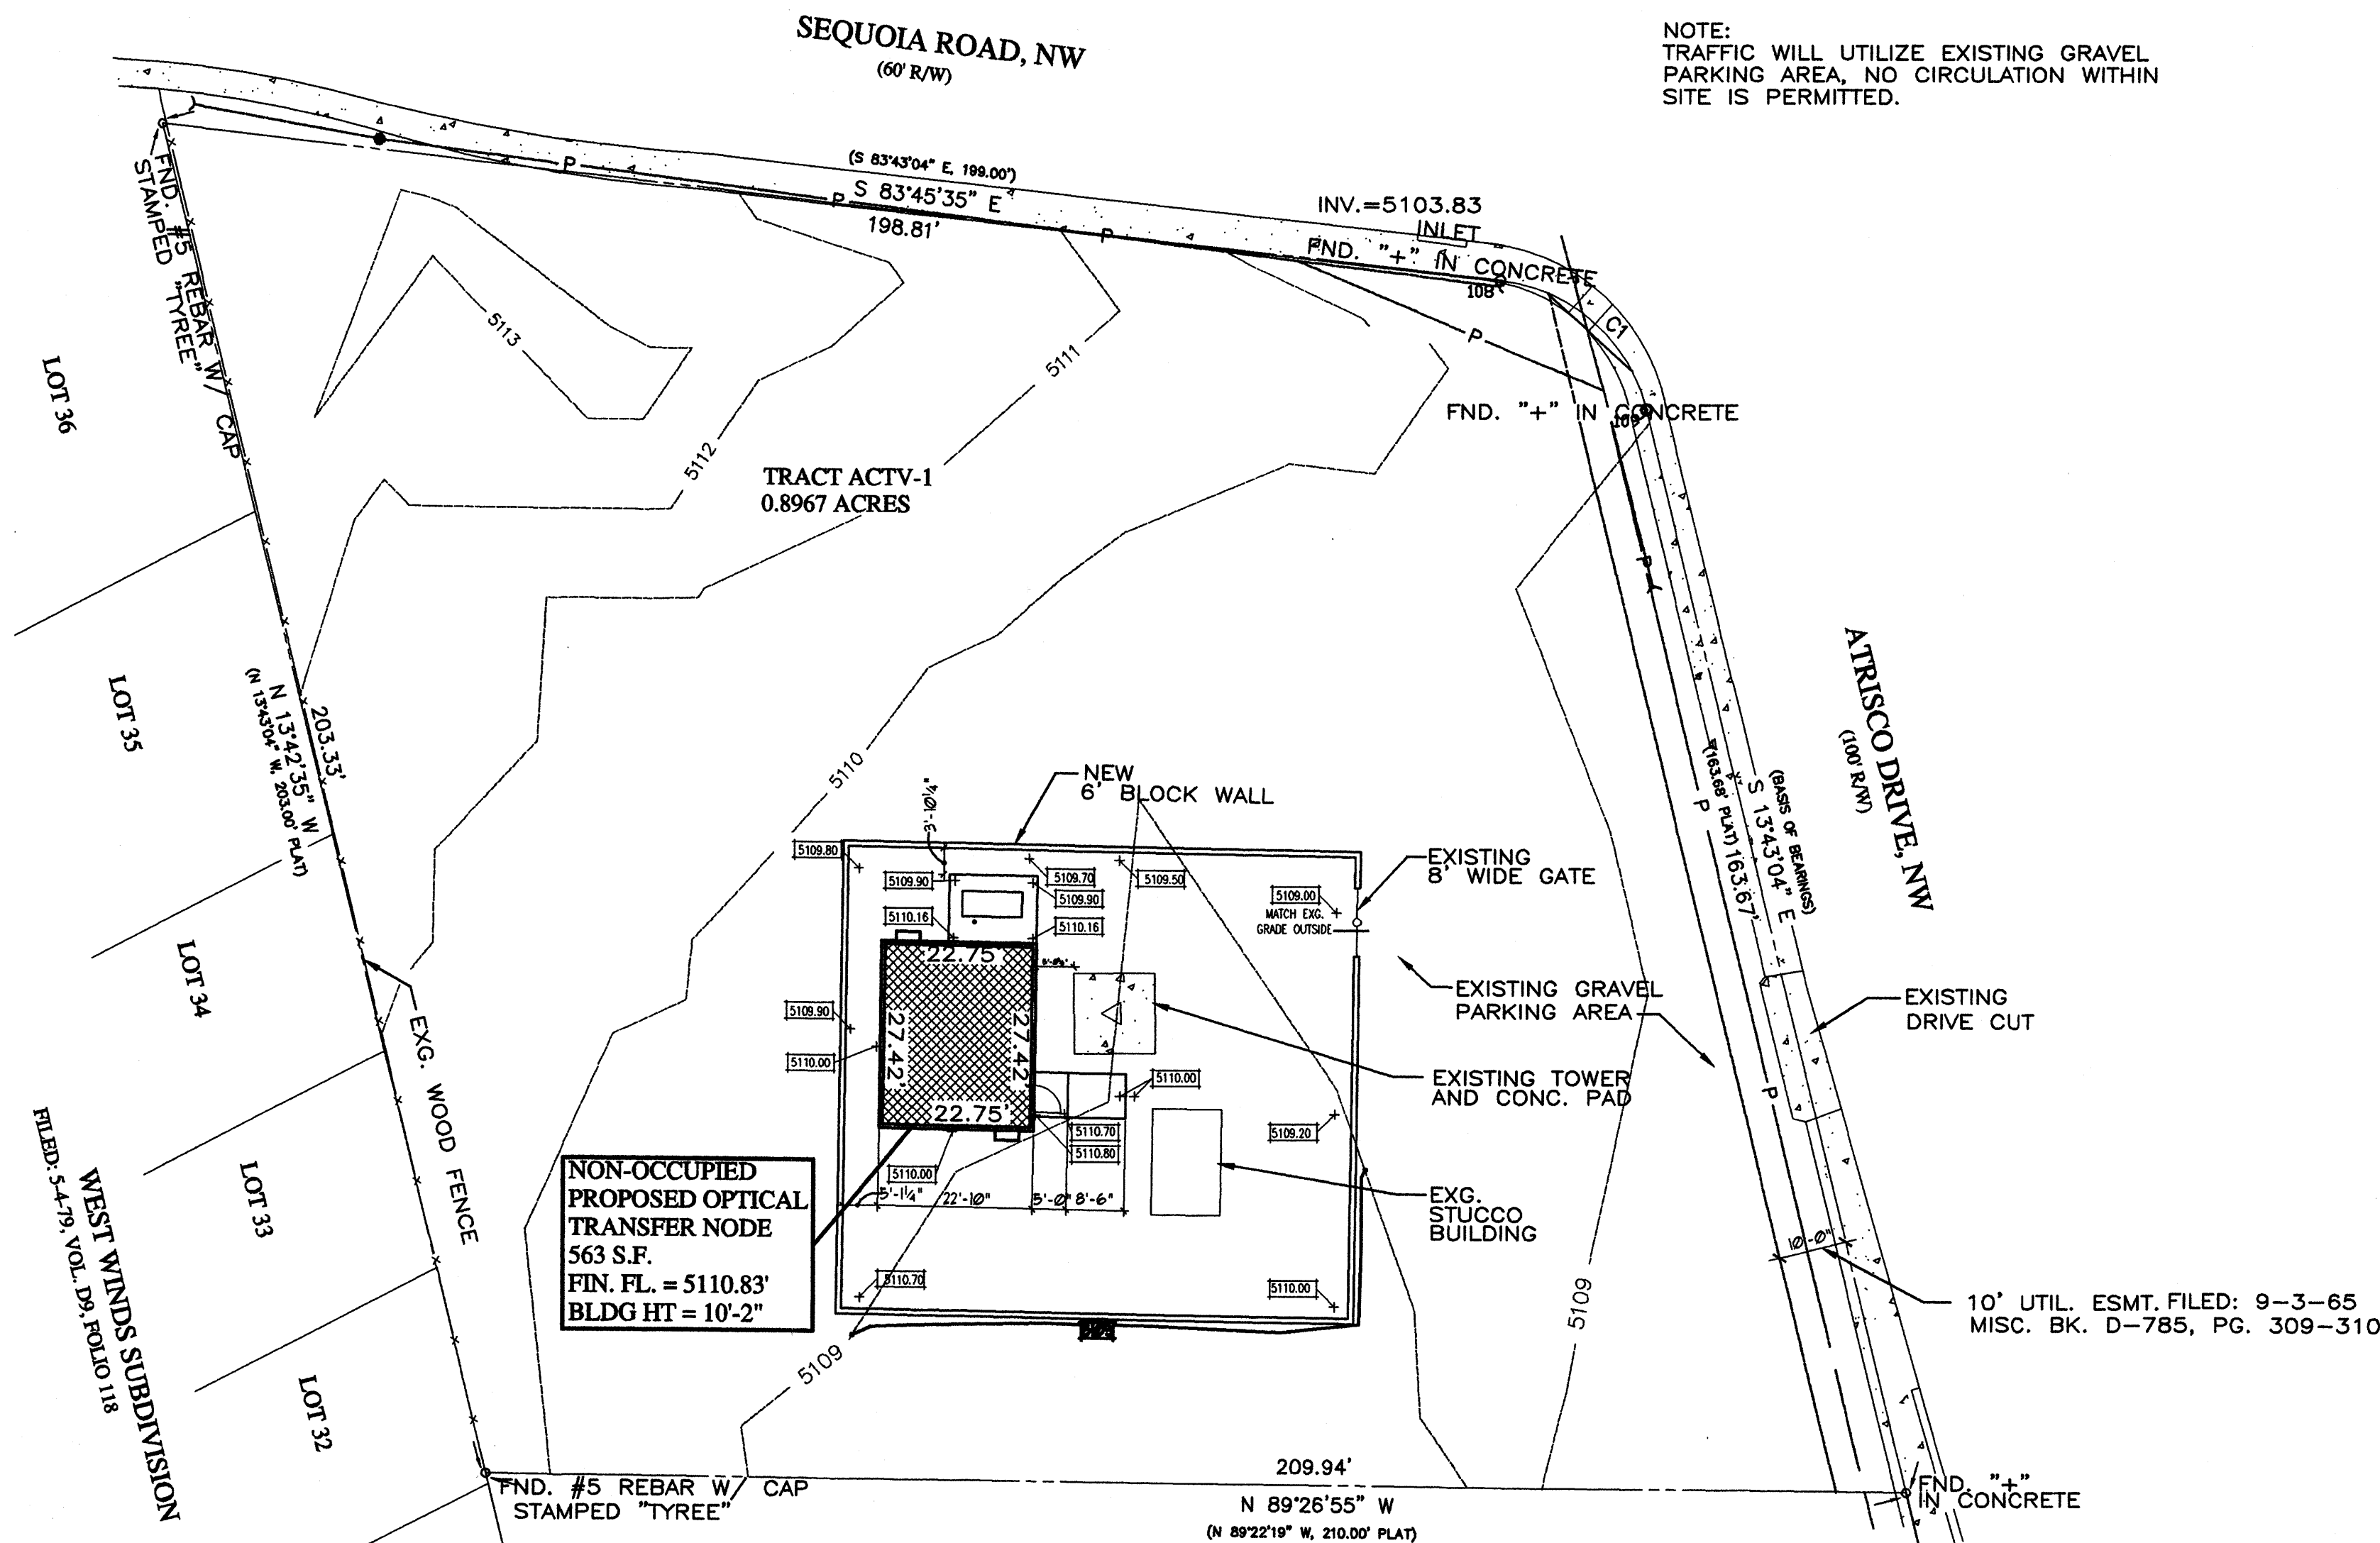 SEQUOIA ROAD, NW
(60' R/W)
NOTE:
TRAFFIC WILL UTILIZE EXISTING GRAVEL
PARKING AREA, NO CIRCULATION WITHIN
SITE IS PERMITTED.
(S 83°43'04" E, 199.00')
S 83°45'35" E
198.81'
INV.=5103.83
INLET
FND. "+" IN CONCRETE
108
C1
FND. "+" IN CONCRETE
109
P
P
P
P
P
P
P
FND. #5 REBAR W/ CAP
STAMPED "TYREE"
5113
5112
5111
5110
TRACT ACTV-1
0.8967 ACRES
LOT 36
LOT 35
LOT 34
LOT 33
LOT 32
203.33'
N 13°42'35" W
(N 13°43'04" W, 203.00' PLAT)
EXG. WOOD FENCE
WEST WINDS SUBDIVISION
FILED: 5-4-79, VOL. D9, FOLIO 118
ATRISCO DRIVE, NW
(100' R/W)
(BASIS OF BEARINGS)
S 13°43'04" E
(163.68' PLAT) 163.67'
NEW
6' BLOCK WALL
3'-10¼"
5109.80
5109.90
5109.70
5109.50
5109.90
5109.00
MATCH EXG.
GRADE OUTSIDE
5110.16
5110.16
EXISTING
8' WIDE GATE
22.75'
27.42'
27.42'
22.75'
5109.90
5110.00
5110.00
5110.70
5110.80
5109.20
5110.00
5'-1¼"
22'-10"
5'-0"
8'-6"
5110.70
5110.00
EXISTING GRAVEL
PARKING AREA
EXISTING
DRIVE CUT
EXISTING TOWER
AND CONC. PAD
EXG.
STUCCO
BUILDING
NON-OCCUPIED
PROPOSED OPTICAL
TRANSFER NODE
563 S.F.
FIN. FL. = 5110.83'
BLDG HT = 10'-2"
5109
5109
10'-0"
10' UTIL. ESMT. FILED: 9-3-65
MISC. BK. D-785, PG. 309-310
FND. #5 REBAR W/ CAP
STAMPED "TYREE"
209.94'
N 89°26'55" W
(N 89°22'19" W, 210.00' PLAT)
FND. "+"
IN CONCRETE